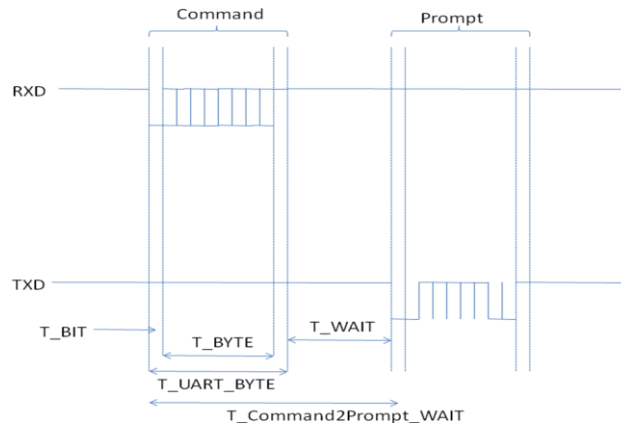 Command
Prompt
RXD
TXD
T_BIT
T_BYTE
T_WAIT
T_UART_BYTE
T_Command2Prompt_WAIT